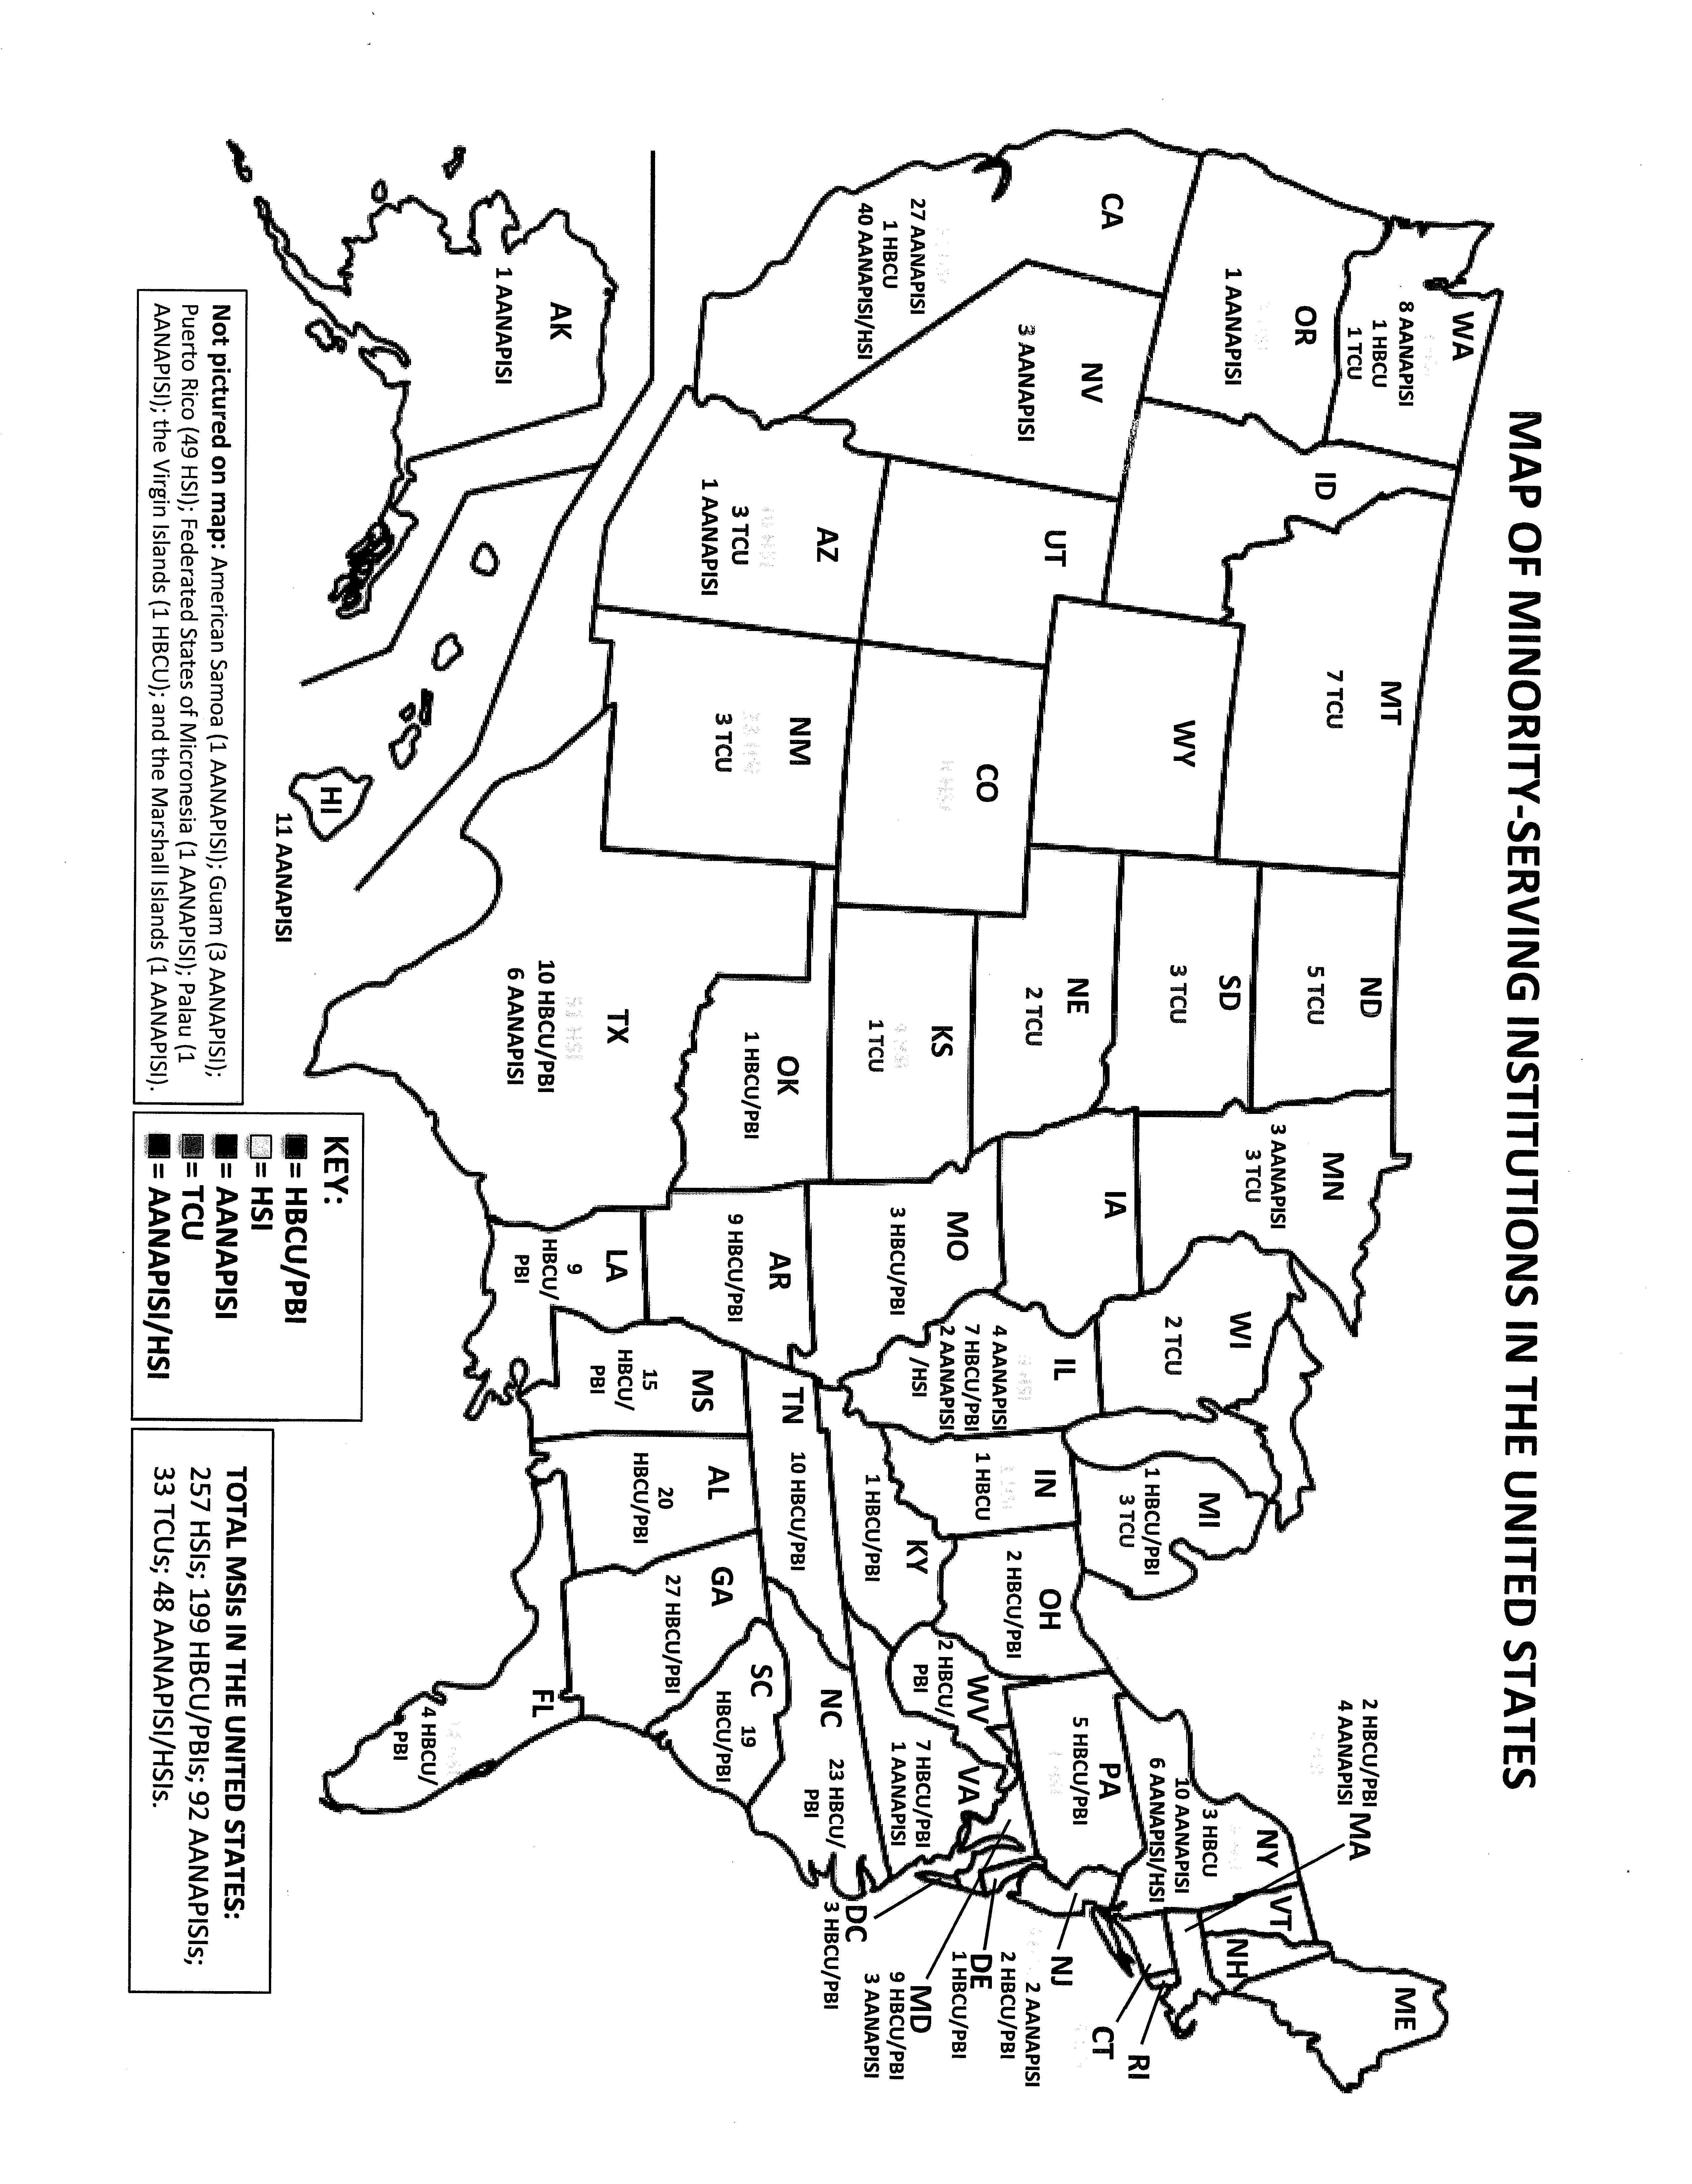 MAP OF MINORITY-SERVING INSTITUTIONS IN THE UNITED STATES
WA
8 AANAPISI
1 HBCU
1 TCU
OR
1 AANAPISI
CA
27 AANAPISI
1 HBCU
40 AANAPISI/HSI
NV
3 AANAPISI
ID
MT
7 TCU
WY
UT
CO
AZ
3 TCU
1 AANAPISI
NM
3 TCU
ND
5 TCU
SD
3 TCU
NE
2 TCU
KS
1 TCU
OK
1 HBCU/PBI
TX
51 HSI
10 HBCU/PBI
6 AANAPISI
MN
3 AANAPISI
3 TCU
IA
MO
3 HBCU/PBI
AR
9 HBCU/PBI
LA
9
HBCU/
PBI
WI
2 TCU
IL
4 AANAPISI
7 HBCU/PBI
2 AANAPISI
/HSI
MS
15
HBCU/
PBI
MI
1 HBCU/PBI
3 TCU
IN
1 HBCU
KY
1 HBCU/PBI
TN
10 HBCU/PBI
AL
20
HBCU/PBI
OH
2 HBCU/PBI
WV
2 HBCU/
PBI
VA
7 HBCU/PBI
1 AANAPISI
NC
23 HBCU/
PBI
SC
19
HBCU/PBI
GA
27 HBCU/PBI
FL
4 HBCU/
PBI
PA
5 HBCU/PBI
NY
3 HBCU
10 AANAPISI
6 AANAPISI/HSI
2 HBCU/PBI
4 AANAPISI
MA
VT
NH
ME
RI
CT
NJ
2 AANAPISI
2 HBCU/PBI
DE
1 HBCU/PBI
MD
9 HBCU/PBI
3 AANAPISI
DC
3 HBCU/PBI
AK
1 AANAPISI
HI
11 AANAPISI
Not pictured on map: American Samoa (1 AANAPISI); Guam (3 AANAPISI);
Puerto Rico (49 HSI); Federated States of Micronesia (1 AANAPISI); Palau (1
AANAPISI); the Virgin Islands (1 HBCU); and the Marshall Islands (1 AANAPISI).
KEY:
= HBCU/PBI
= HSI
= AANAPISI
= TCU
= AANAPISI/HSI
TOTAL MSIs IN THE UNITED STATES:
257 HSIs; 199 HBCU/PBIs; 92 AANAPISIs;
33 TCUs; 48 AANAPISI/HSIs.